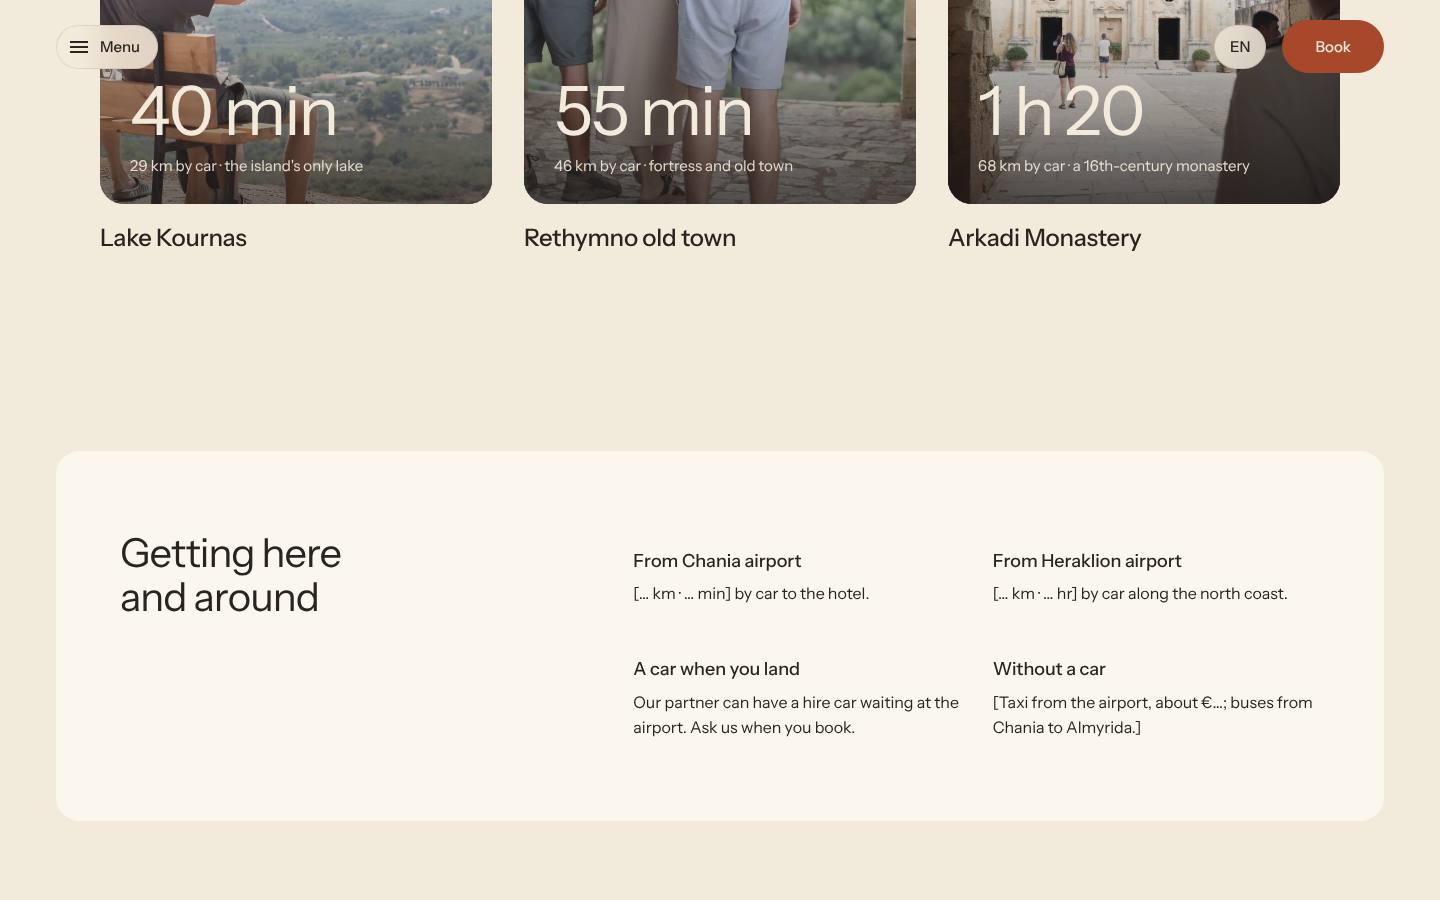 Menu
EN
Book
40 min
29 km by car · the island's only lake
55 min
46 km by car · fortress and old town
1 h 20
68 km by car · a 16th-century monastery
Lake Kournas
Rethymno old town
Arkadi Monastery
Getting here
and around
From Chania airport
[… km · … min] by car to the hotel.
From Heraklion airport
[… km · … hr] by car along the north coast.
A car when you land
Our partner can have a hire car waiting at the
airport. Ask us when you book.
Without a car
[Taxi from the airport, about €…; buses from
Chania to Almyrida.]